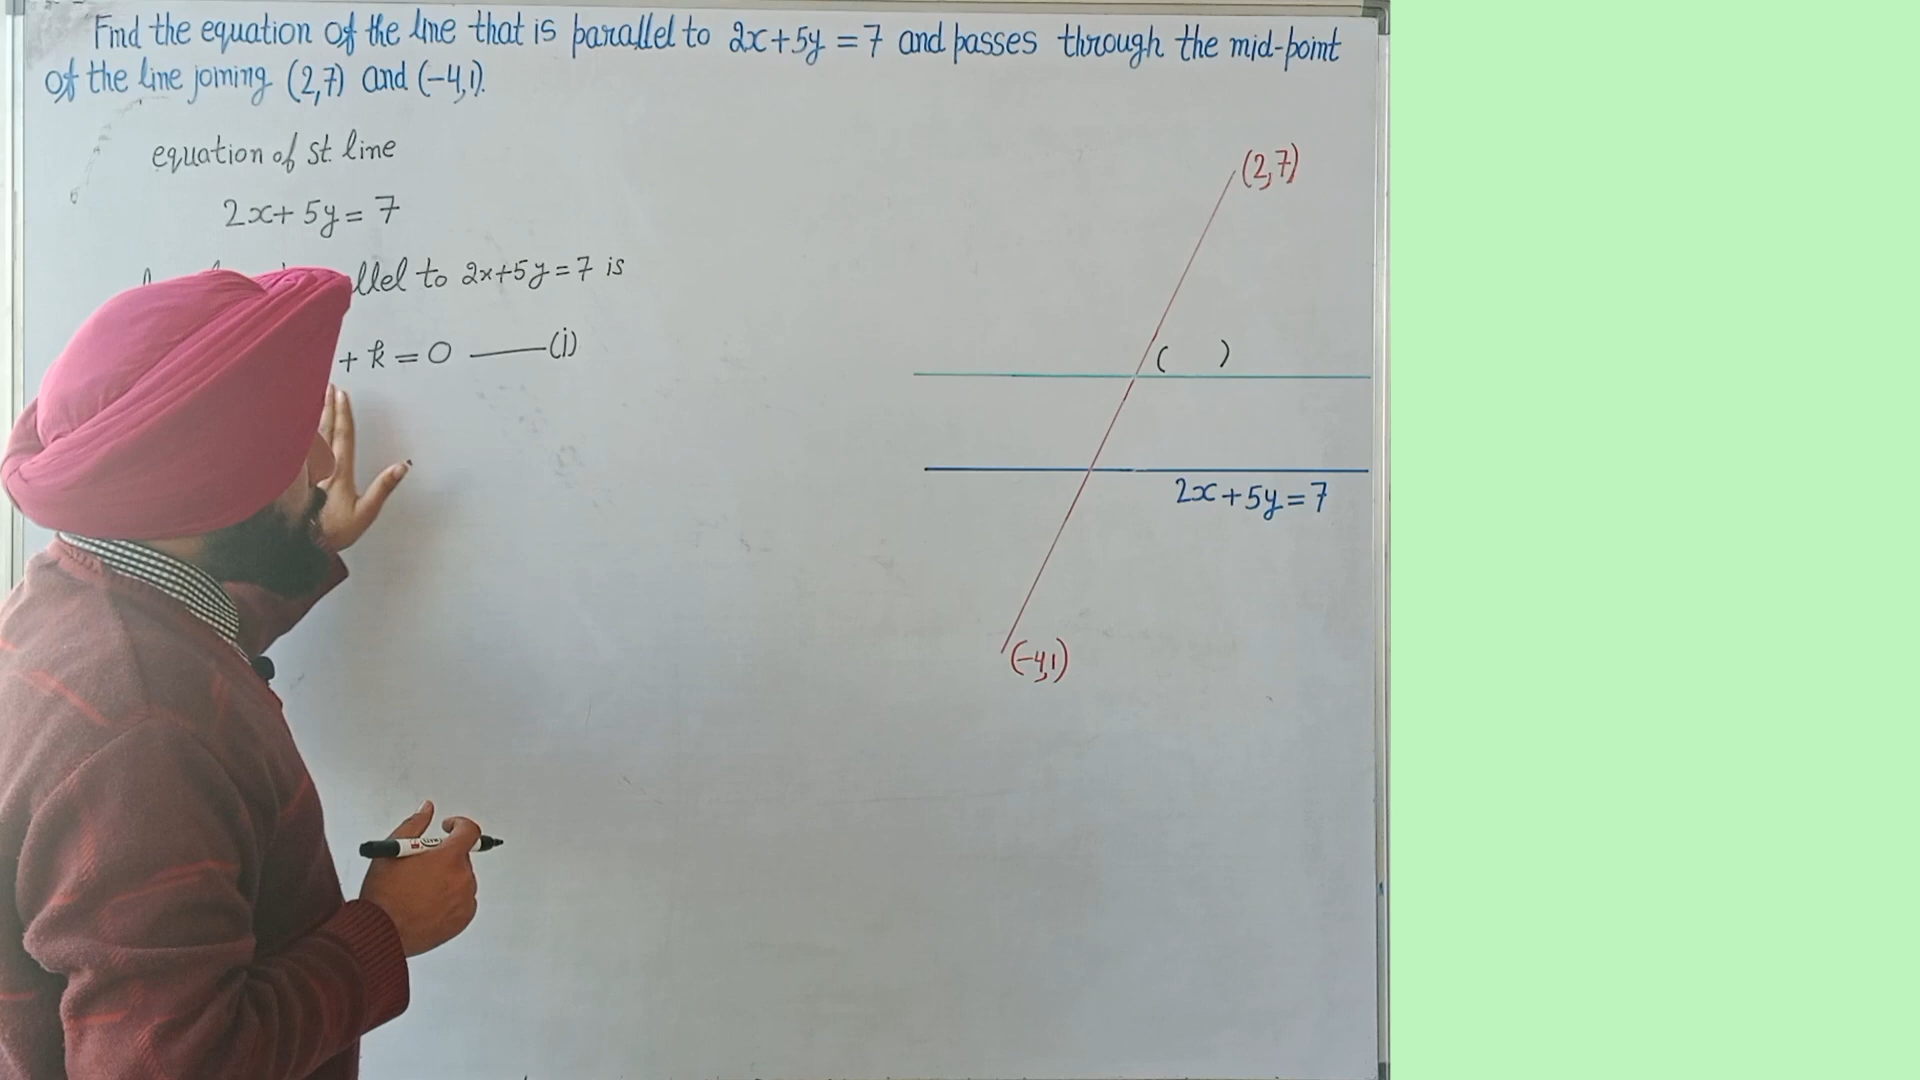 Find the equation of the line that is parallel to 2x+5y=7 and passes through the mid-point
of the line joining (2,7) and (-4,1).
equation of st. line
2x+5y=7
llel to 2x+5y=7 is
+ k = 0 ——(i)
(2,7)
( )
2x+5y=7
(-4,1)